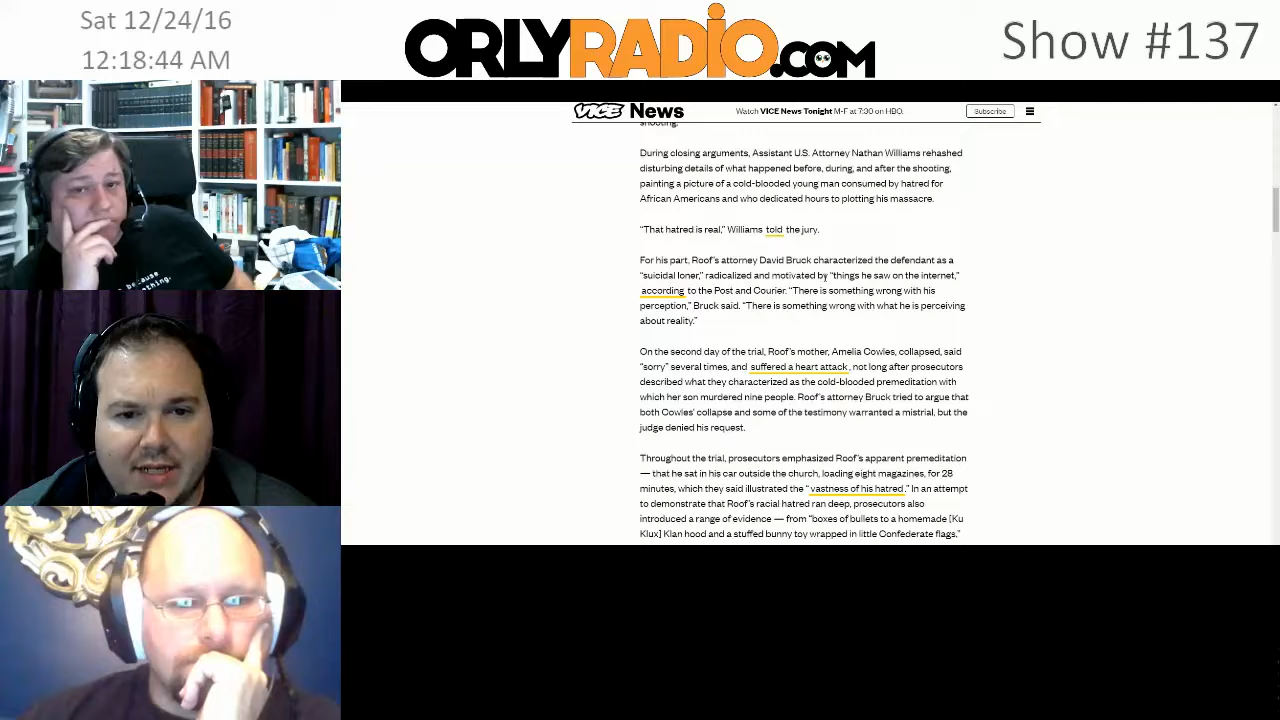 Sat 12/24/16
12:18:44 AM
ORLYRADIO.COM
Show #137
VICE News
Watch VICE News Tonight M-F at 7:30 on HBO.
Subscribe
shooting.
During closing arguments, Assistant U.S. Attorney Nathan Williams rehashed
disturbing details of what happened before, during, and after the shooting,
painting a picture of a cold-blooded young man consumed by hatred for
African Americans and who dedicated hours to plotting his massacre.
“That hatred is real,” Williams told the jury.
For his part, Roof’s attorney David Bruck characterized the defendant as a
“suicidal loner,” radicalized and motivated by “things he saw on the internet,”
according to the Post and Courier. “There is something wrong with his
perception,” Bruck said. “There is something wrong with what he is perceiving
about reality.”
On the second day of the trial, Roof’s mother, Amelia Cowles, collapsed, said
“sorry” several times, and suffered a heart attack, not long after prosecutors
described what they characterized as the cold-blooded premeditation with
which her son murdered nine people. Roof’s attorney Bruck tried to argue that
both Cowles’ collapse and some of the testimony warranted a mistrial, but the
judge denied his request.
Throughout the trial, prosecutors emphasized Roof’s apparent premeditation
— that he sat in his car outside the church, loading eight magazines, for 28
minutes, which they said illustrated the “vastness of his hatred.” In an attempt
to demonstrate that Roof’s racial hatred ran deep, prosecutors also
introduced a range of evidence — from “boxes of bullets to a homemade [Ku
Klux] Klan hood and a stuffed bunny toy wrapped in little Confederate flags.”